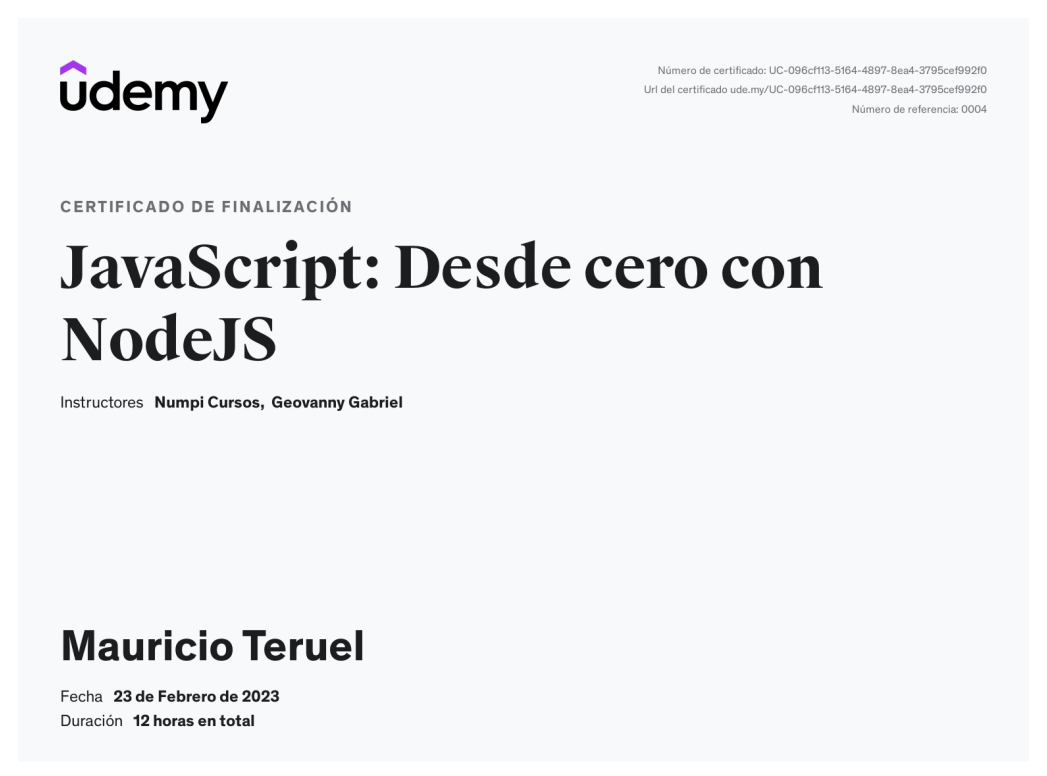 udemy
Número de certificado: UC-096cf113-5164-4897-8ea4-3795cef992f0
Url del certificado ude.my/UC-096cf113-5164-4897-8ea4-3795cef992f0
Número de referencia: 0004
CERTIFICADO DE FINALIZACIÓN
JavaScript: Desde cero con
NodeJS
Instructores Numpi Cursos, Geovanny Gabriel
Mauricio Teruel
Fecha 23 de Febrero de 2023
Duración 12 horas en total